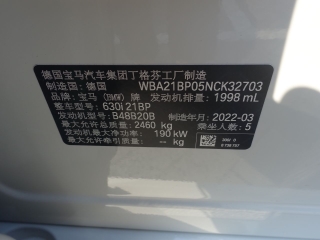 德国宝马汽车集团丁格芬工厂制造
制造国：德国 WBA21BP05NCK32703
品牌：宝马(BMW) 发动机排量：1998 mL
整车型号：630i 21BP
发动机型号：B48B20B 制造年月：2022-03
发动机最大净功率：190 kW 乘坐人数：5
最大允许总质量：2460 kg
最大允许牵引质量：-- kg